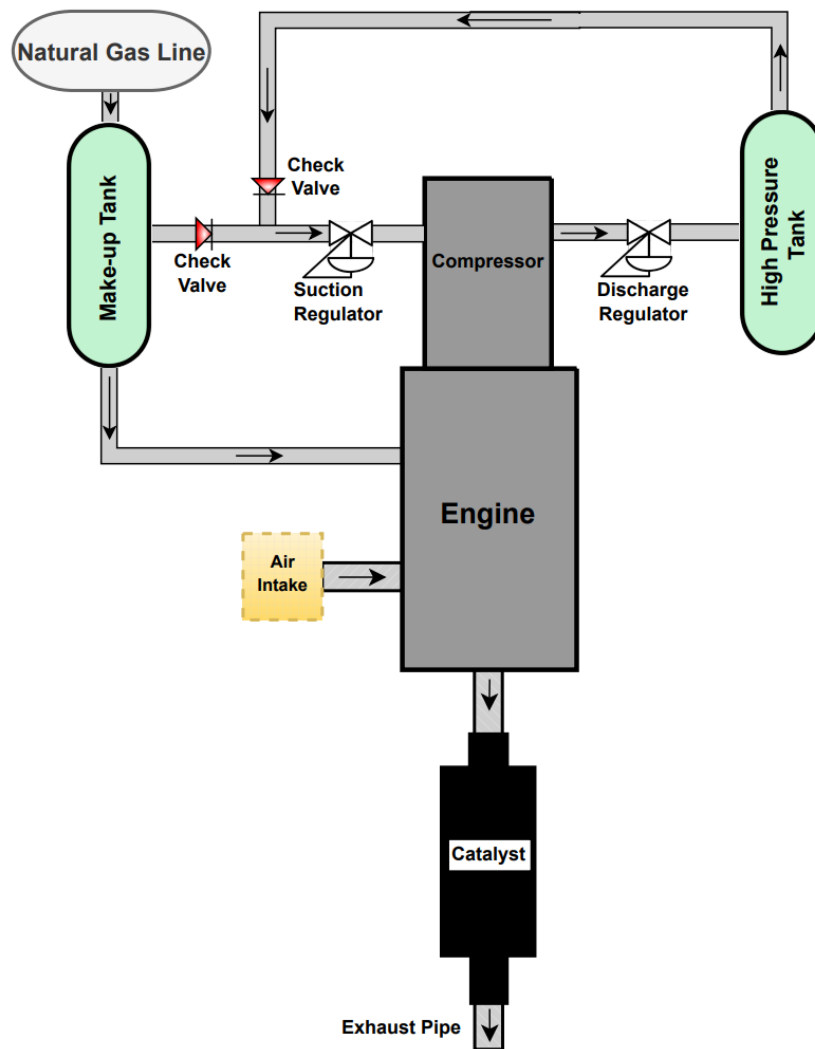 Natural Gas Line
Check
Valve
Make-up Tank
Check
Valve
Suction
Regulator
Compressor
Discharge
Regulator
High Pressure
Tank
Engine
Air
Intake
Catalyst
Exhaust Pipe